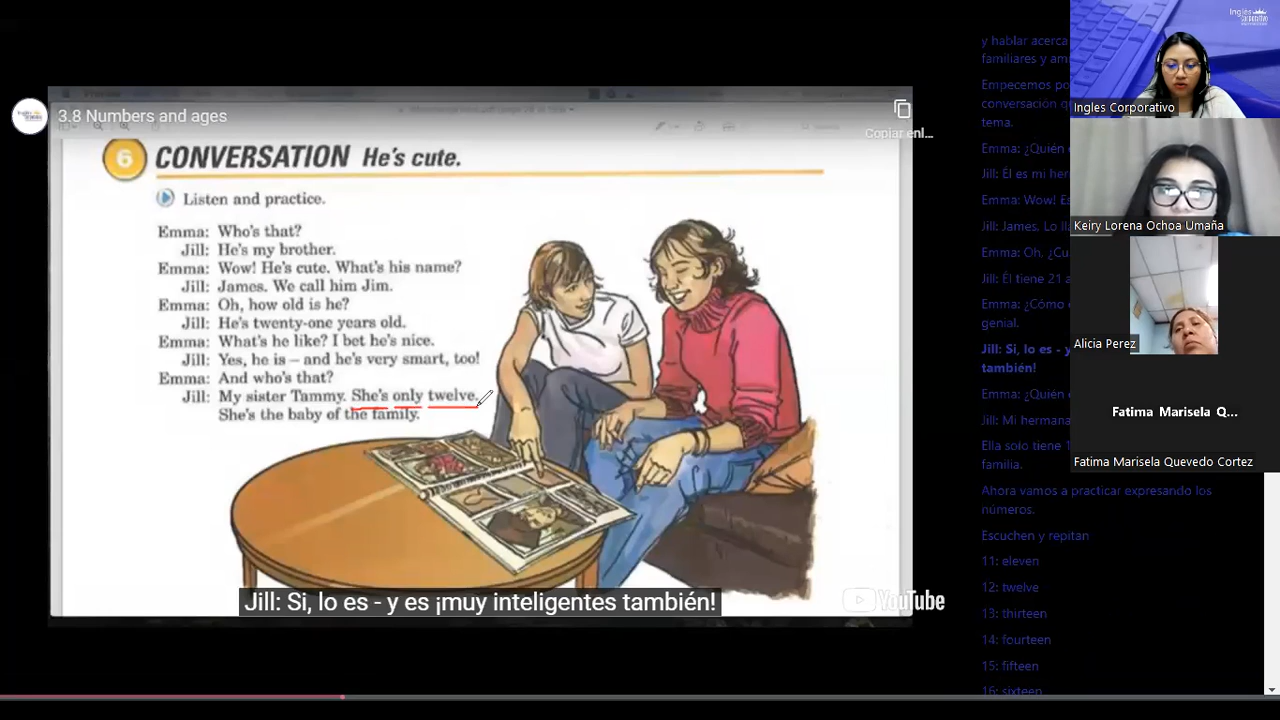 3.8 Numbers and ages
Copiar enl...
6 CONVERSATION He's cute.
Listen and practice.
Emma: Who's that?
Jill: He's my brother.
Emma: Wow! He's cute. What's his name?
Jill: James. We call him Jim.
Emma: Oh, how old is he?
Jill: He's twenty-one years old.
Emma: What's he like? I bet he's nice.
Jill: Yes, he is – and he's very smart, too!
Emma: And who's that?
Jill: My sister Tammy. She's only twelve.
She's the baby of the family.
Jill: Si, lo es - y es ¡muy inteligentes también!
YouTube
y hablar acerca
familiares y am
Empecemos po
conversación q
tema.
Emma: ¿Quién
Jill: Él es mi her
Emma: Wow! Es
Jill: James. Lo ll
Emma: Oh, ¿Cu
Jill: Él tiene 21 a
Emma: ¿Cómo
genial.
Jill: Si, lo es - y
también!
Emma: ¿Quién
Jill: Mi hermana
Ella solo tiene 1
familia.
Ahora vamos a practicar expresando los
números.
Escuchen y repitan
11: eleven
12: twelve
13: thirteen
14: fourteen
15: fifteen
16: sixteen
Ingles
Corporativo
Ingles Corporativo
Keiry Lorena Ochoa Umaña
Alicia Perez
Fatima Marisela Q...
Fatima Marisela Quevedo Cortez